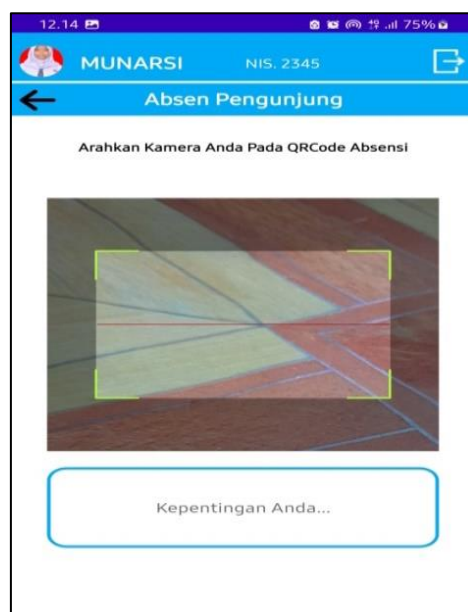 12.14 75%
MUNARSI NIS. 2345
Absen Pengunjung
Arahkan Kamera Anda Pada QRCode Absensi
Kepentingan Anda...